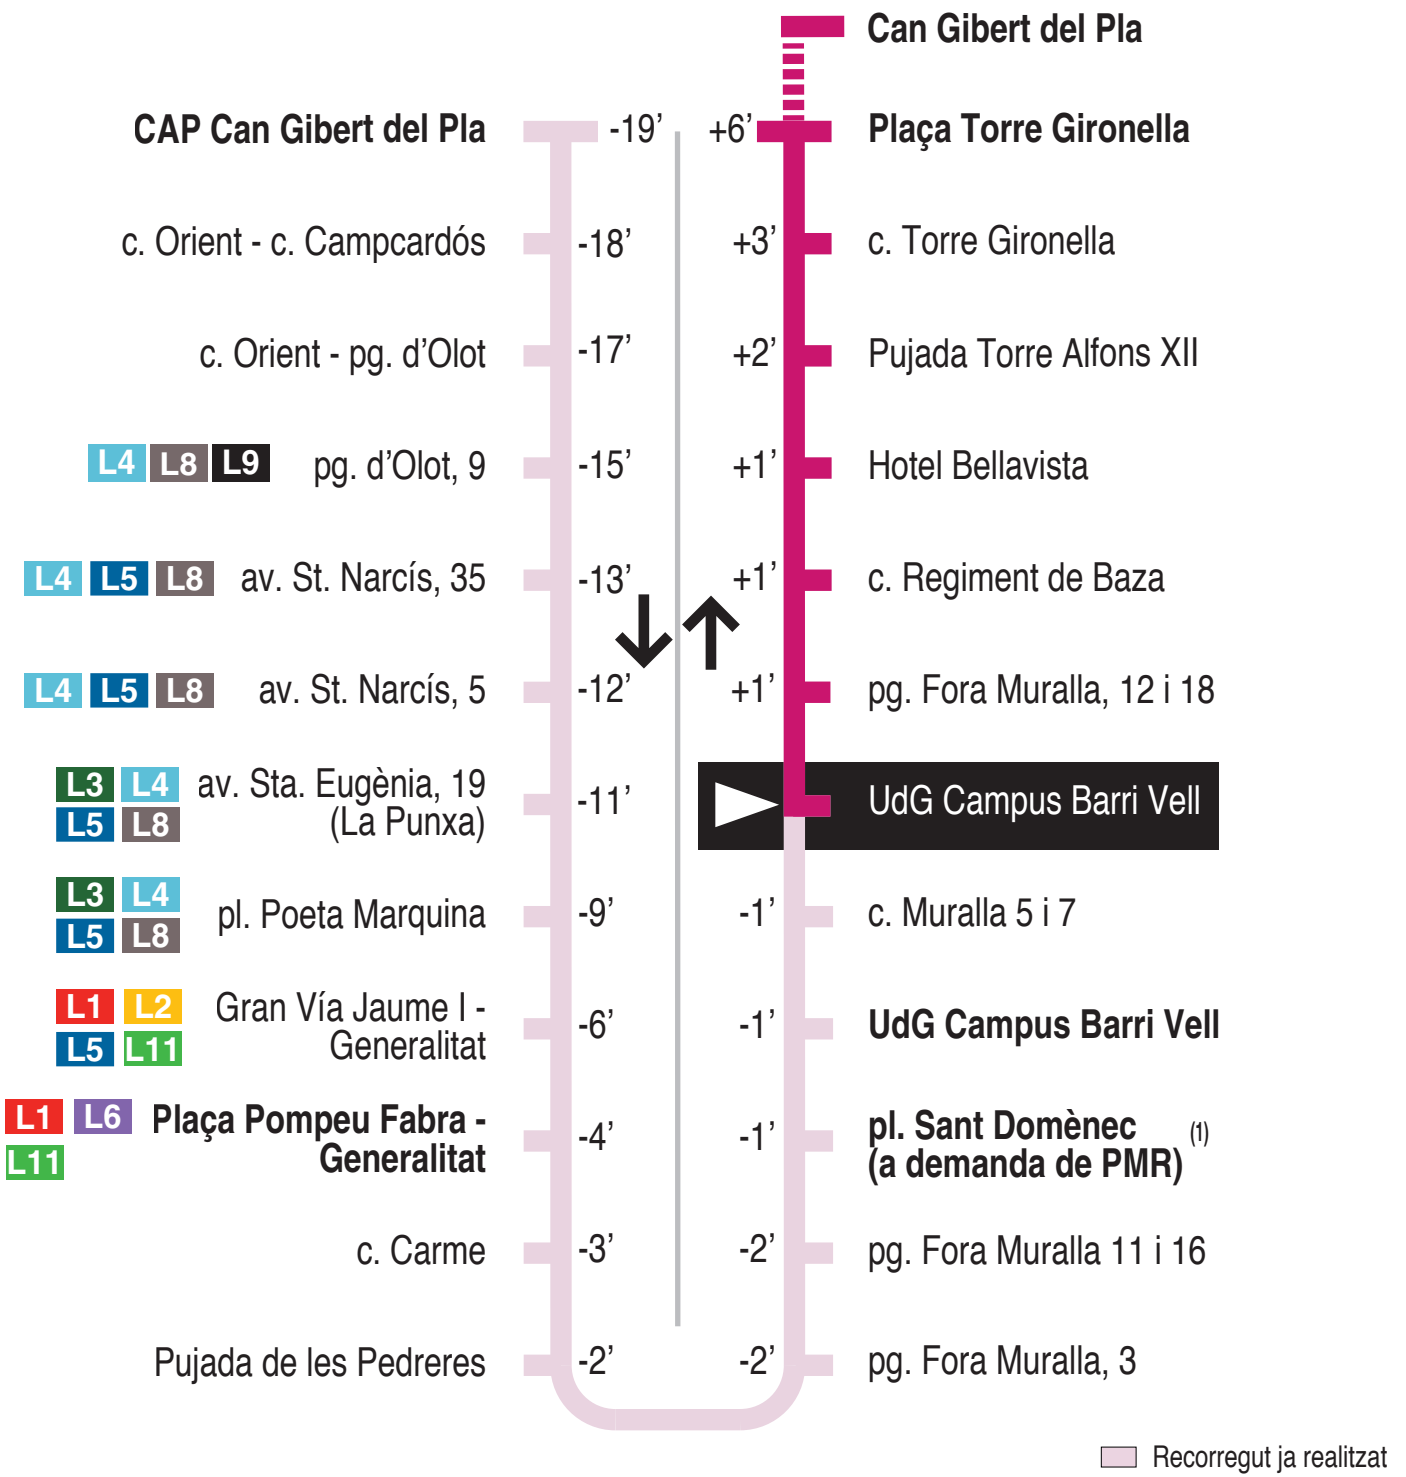 Can Gibert del Pla
CAP Can Gibert del Pla -19’ +6’ Plaça Torre Gironella
c. Orient - c. Campcardós -18’ +3’ c. Torre Gironella
c. Orient - pg. d’Olot -17’ +2’ Pujada Torre Alfons XII
L4 L8 L9 pg. d’Olot, 9 -15’ +1’ Hotel Bellavista
L4 L5 L8 av. St. Narcís, 35 -13’ +1’ c. Regiment de Baza
L4 L5 L8 av. St. Narcís, 5 -12’ +1’ pg. Fora Muralla, 12 i 18
L3 L4 av. Sta. Eugènia, 19
L5 L8 (La Punxa) -11’ UdG Campus Barri Vell
L3 L4
L5 L8 pl. Poeta Marquina -9’ -1’ c. Muralla 5 i 7
L1 L2 Gran Vía Jaume I -
L5 L11 Generalitat -6’ -1’ UdG Campus Barri Vell
L1 L6 Plaça Pompeu Fabra -
L11 Generalitat -4’ -1’ pl. Sant Domènec (1)
(a demanda de PMR)
c. Carme -3’ -2’ pg. Fora Muralla 11 i 16
Pujada de les Pedreres -2’ -2’ pg. Fora Muralla, 3
Recorregut ja realitzat